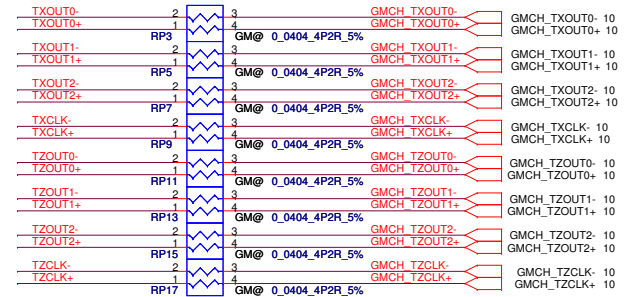 TXOUT0- 2 3 GMCH_TXOUT0- GMCH_TXOUT0- 10
TXOUT0+ 1 4 GMCH_TXOUT0+ GMCH_TXOUT0+ 10
RP3 GM@ 0_0404_4P2R_5%
TXOUT1- 2 3 GMCH_TXOUT1- GMCH_TXOUT1- 10
TXOUT1+ 1 4 GMCH_TXOUT1+ GMCH_TXOUT1+ 10
RP5 GM@ 0_0404_4P2R_5%
TXOUT2- 2 3 GMCH_TXOUT2- GMCH_TXOUT2- 10
TXOUT2+ 1 4 GMCH_TXOUT2+ GMCH_TXOUT2+ 10
RP7 GM@ 0_0404_4P2R_5%
TXCLK- 2 3 GMCH_TXCLK- GMCH_TXCLK- 10
TXCLK+ 1 4 GMCH_TXCLK+ GMCH_TXCLK+ 10
RP9 GM@ 0_0404_4P2R_5%
TZOUT0- 2 3 GMCH_TZOUT0- GMCH_TZOUT0- 10
TZOUT0+ 1 4 GMCH_TZOUT0+ GMCH_TZOUT0+ 10
RP11 GM@ 0_0404_4P2R_5%
TZOUT1- 2 3 GMCH_TZOUT1- GMCH_TZOUT1- 10
TZOUT1+ 1 4 GMCH_TZOUT1+ GMCH_TZOUT1+ 10
RP13 GM@ 0_0404_4P2R_5%
TZOUT2- 2 3 GMCH_TZOUT2- GMCH_TZOUT2- 10
TZOUT2+ 1 4 GMCH_TZOUT2+ GMCH_TZOUT2+ 10
RP15 GM@ 0_0404_4P2R_5%
TZCLK- 2 3 GMCH_TZCLK- GMCH_TZCLK- 10
TZCLK+ 1 4 GMCH_TZCLK+ GMCH_TZCLK+ 10
RP17 GM@ 0_0404_4P2R_5%